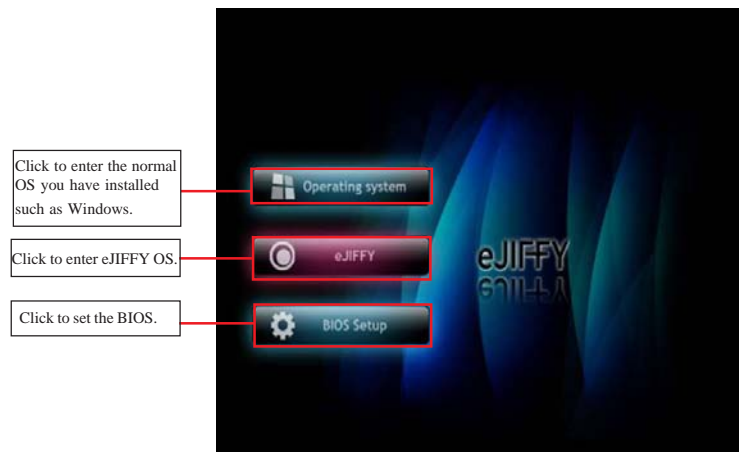 Click to enter the normal
OS you have installed
such as Windows.
Operating system
Click to enter eJIFFY OS.
eJIFFY
eJIFFY
Click to set the BIOS.
BIOS Setup